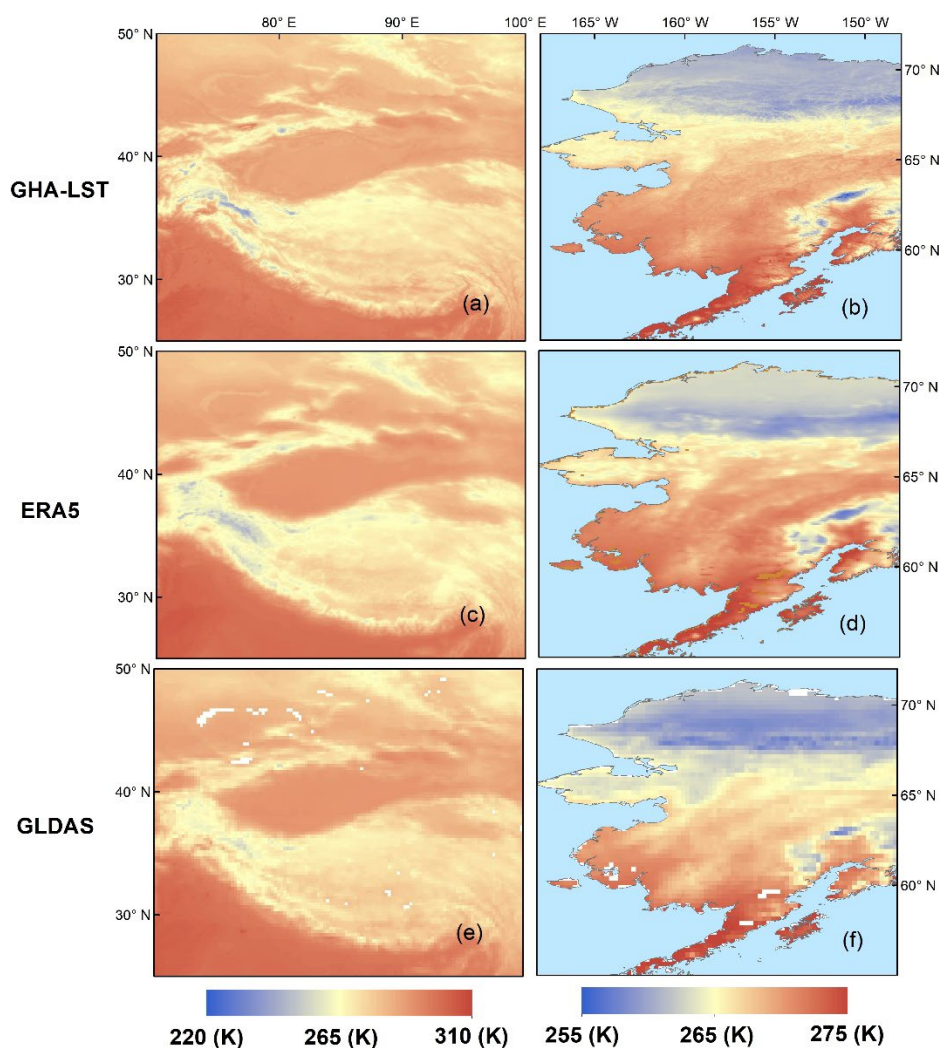 80° E 90° E 100° E 165° W 160° W 155° W 150° W
50° N
70° N
40° N
65° N
GHA-LST
60° N
30° N
(a) (b)
50° N
70° N
40° N
65° N
ERA5
60° N
30° N
(c) (d)
50° N
70° N
40° N
65° N
GLDAS
60° N
30° N
(e) (f)
220 (K) 265 (K) 310 (K) 255 (K) 265 (K) 275 (K)